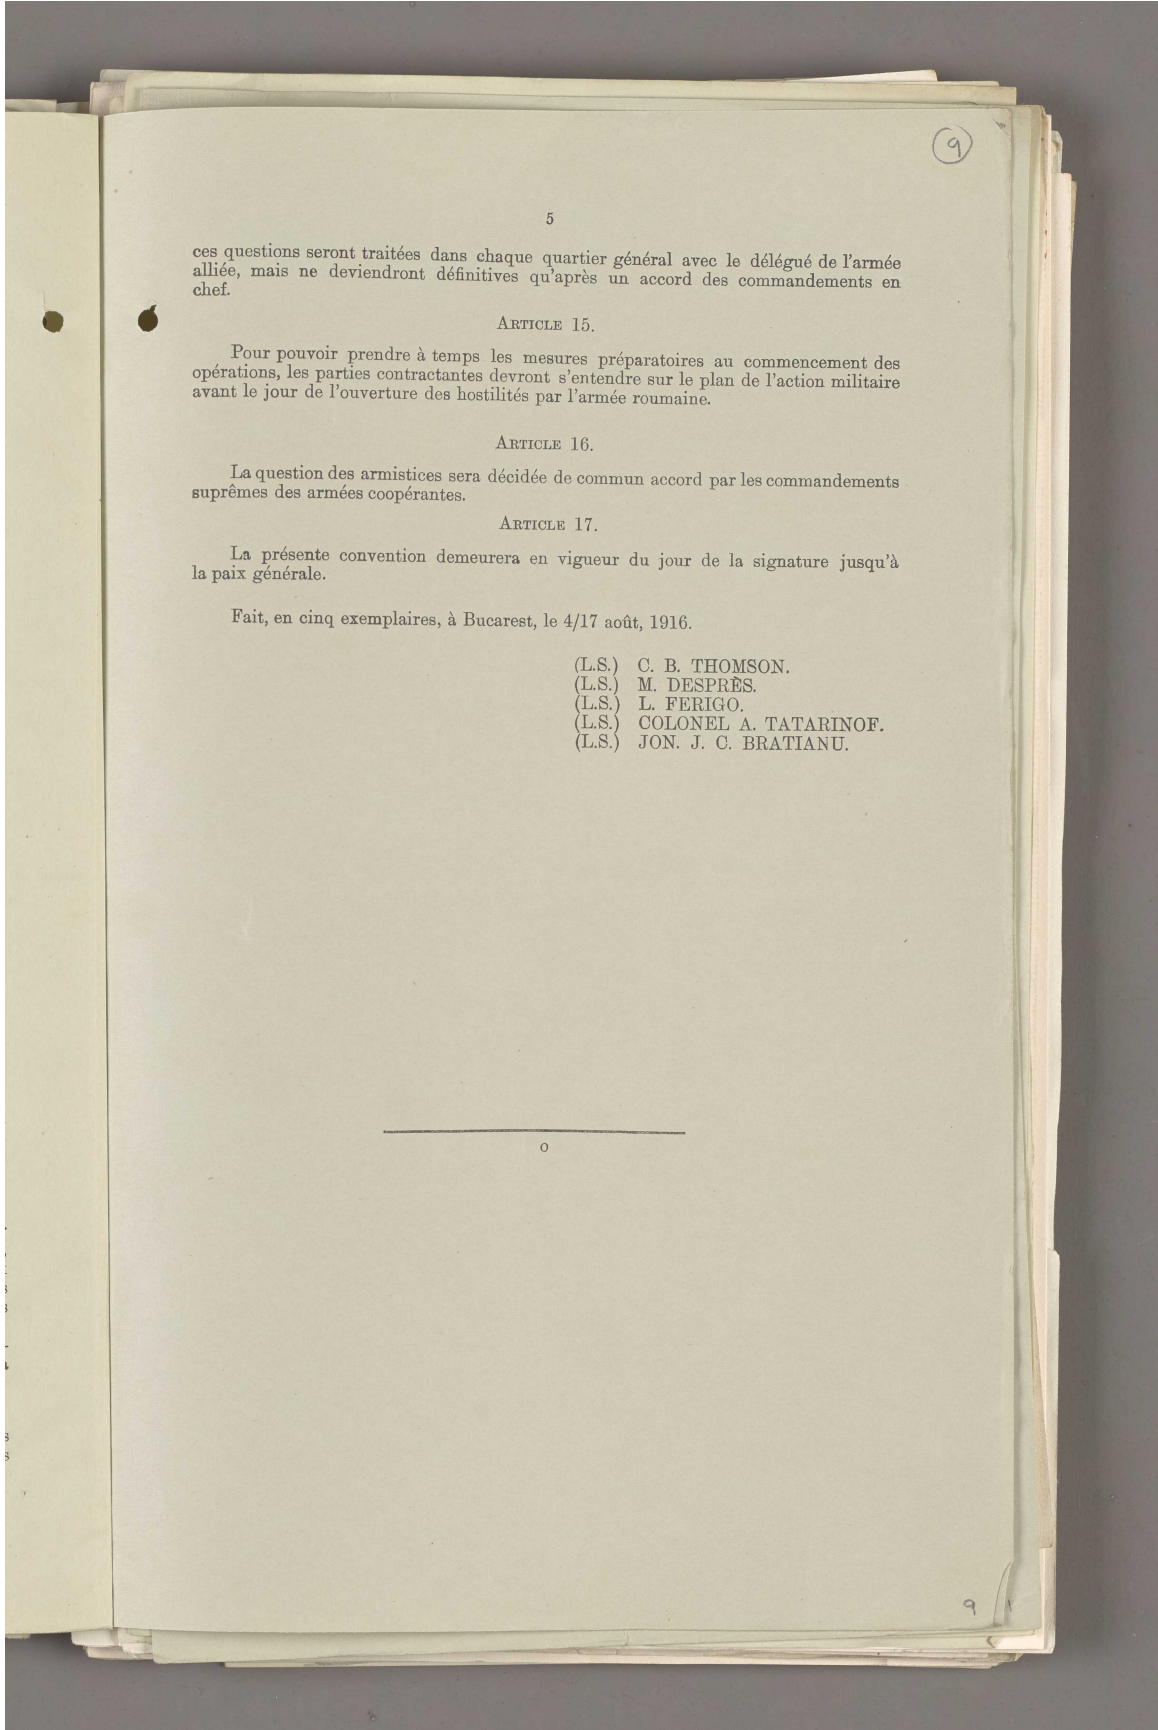 9
5
ces questions seront traitées dans chaque quartier général avec le délégué de l'armée
alliée, mais ne deviendront définitives qu'après un accord des commandements en
chef.
ARTICLE 15.
Pour pouvoir prendre à temps les mesures préparatoires au commencement des
opérations, les parties contractantes devront s'entendre sur le plan de l'action militaire
avant le jour de l'ouverture des hostilités par l'armée roumaine.
ARTICLE 16.
La question des armistices sera décidée de commun accord par les commandements
suprêmes des armées coopérantes.
ARTICLE 17.
La présente convention demeurera en vigueur du jour de la signature jusqu'à
la paix générale.
Fait, en cinq exemplaires, à Bucarest, le 4/17 août, 1916.
(L.S.) C. B. THOMSON.
(L.S.) M. DESPRÈS.
(L.S.) L. FERIGO.
(L.S.) COLONEL A. TATARINOF.
(L.S.) JON. J. C. BRATIANU.
O
9